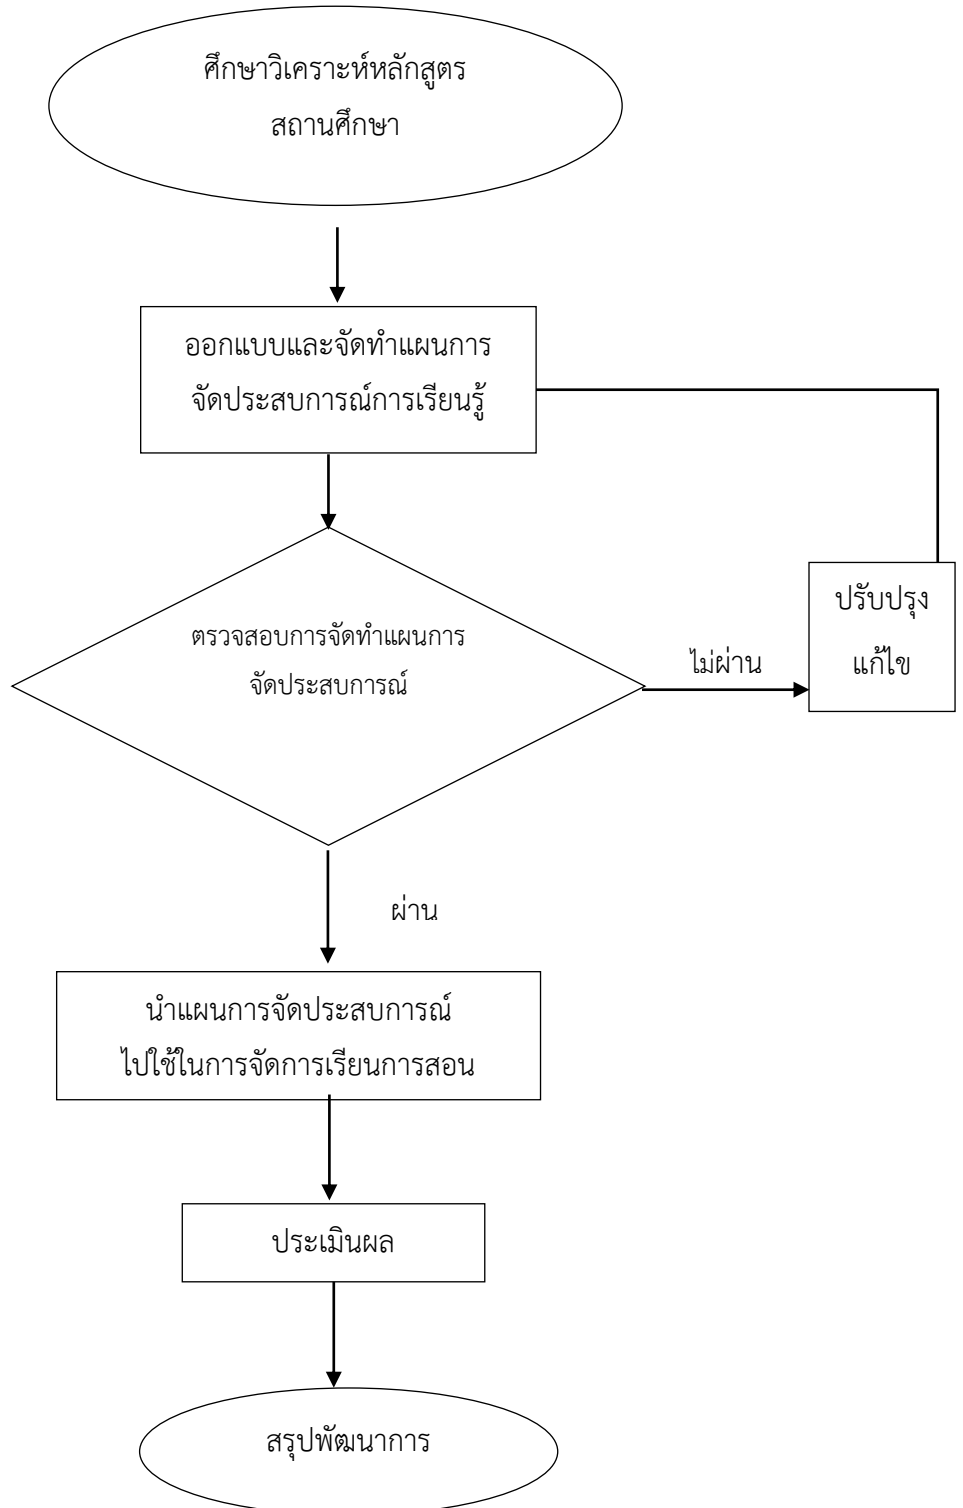 ศึกษาวิเคราะห์หลักสูตร
สถานศึกษา
ออกแบบและจัดทำแผนการ
จัดประสบการณ์การเรียนรู้
ตรวจสอบการจัดทำแผนการ
จัดประสบการณ์
ไม่ผ่าน
ปรับปรุง
แก้ไข
ผ่าน
นำแผนการจัดประสบการณ์
ไปใช้ในการจัดการเรียนการสอน
ประเมินผล
สรุปพัฒนาการ